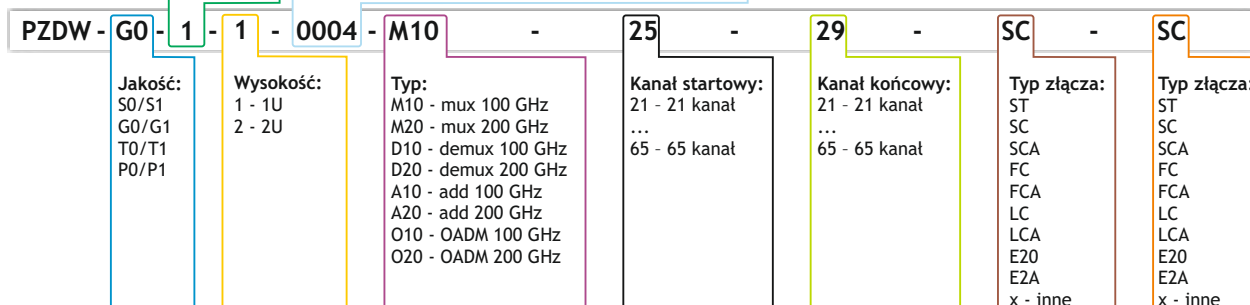 PZDW - G0 - 1 - 1 - 0004 - M10 - 25 - 29 - SC - SC
Jakość:
S0/S1
G0/G1
T0/T1
P0/P1
Wysokość:
1 - 1U
2 - 2U
Typ:
M10 - mux 100 GHz
M20 - mux 200 GHz
D10 - demux 100 GHz
D20 - demux 200 GHz
A10 - add 100 GHz
A20 - add 200 GHz
O10 - OADM 100 GHz
O20 - OADM 200 GHz
Kanał startowy:
21 – 21 kanał
...
65 – 65 kanał
Kanał końcowy:
21 – 21 kanał
...
65 – 65 kanał
Typ złącza:
ST
SC
SCA
FC
FCA
LC
LCA
E20
E2A
x - inne
Typ złącza:
ST
SC
SCA
FC
FCA
LC
LCA
E20
E2A
x - inne